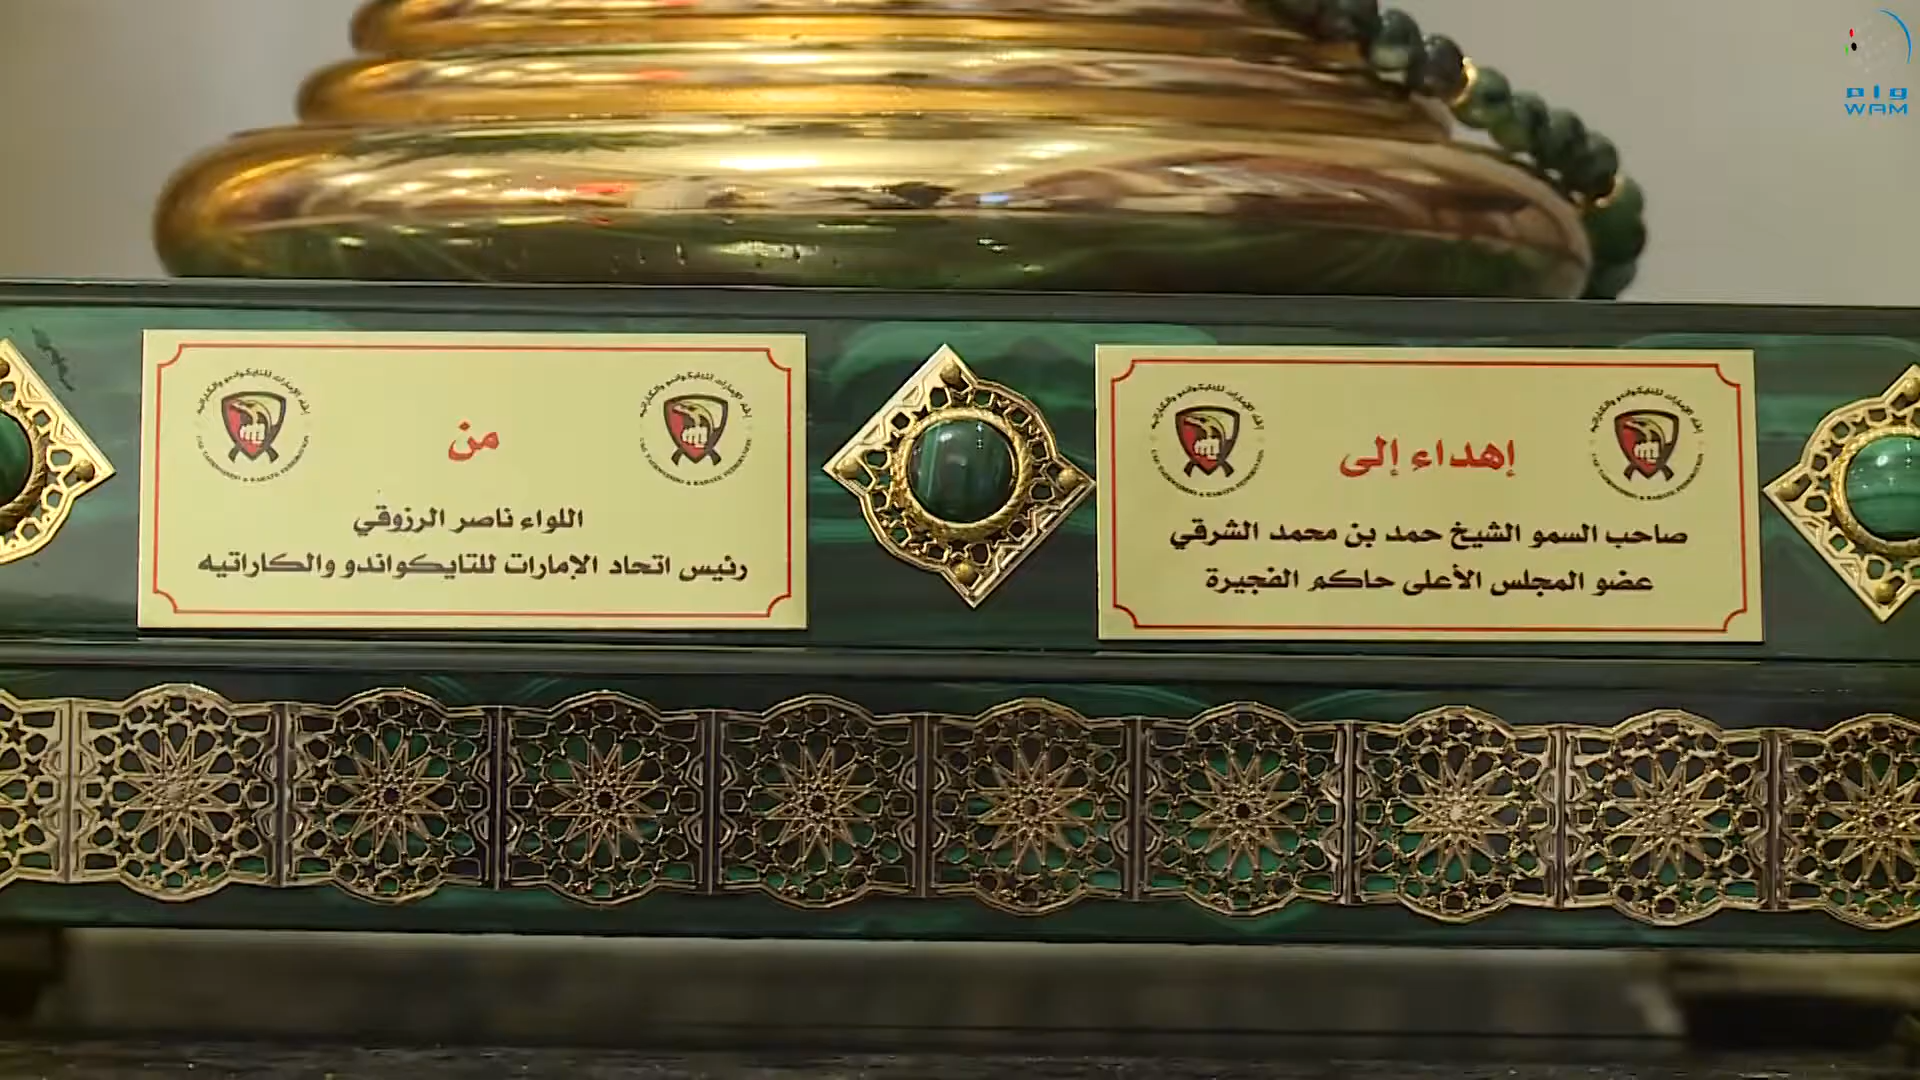 وام
WAM
إهداء إلى
صاحب السمو الشيخ حمد بن محمد الشرقي
عضو المجلس الأعلى حاكم الفجيرة
من
اللواء ناصر الرزوقي
رئيس اتحاد الإمارات للتايكواندو والكاراتيه